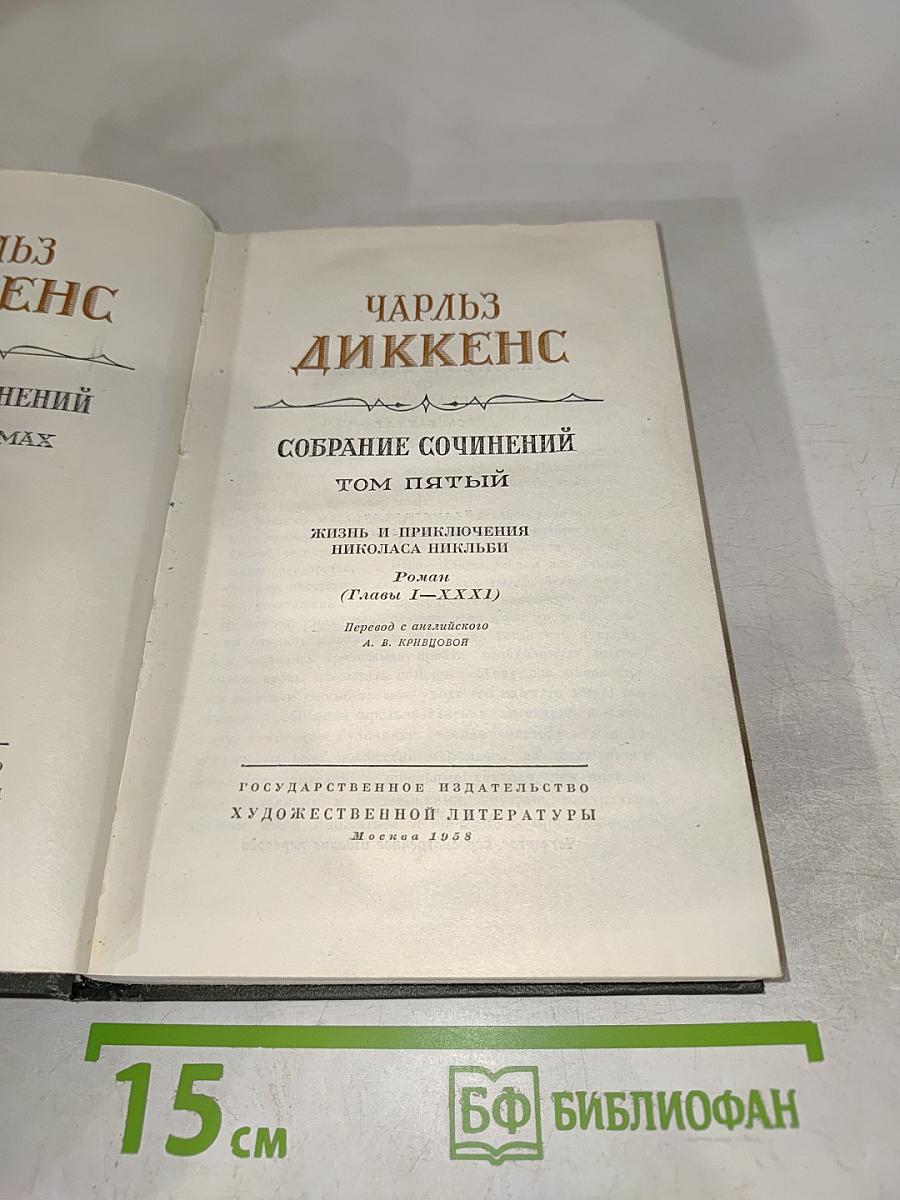 ЧАРЛЬЗ
ДИККЕНС
СОБРАНИЕ СОЧИНЕНИЙ
ТОМ ПЯТЫЙ
ЖИЗНЬ И ПРИКЛЮЧЕНИЯ
НИКОЛАСА НИКЛЬБИ
Роман
(Главы I—XXXI)
Перевод с английского
А. В. КРИВЦОВОЙ
ГОСУДАРСТВЕННОЕ ИЗДАТЕЛЬСТВО
ХУДОЖЕСТВЕННОЙ ЛИТЕРАТУРЫ
Москва 1958
15 см
БФ БИБЛИОФАН